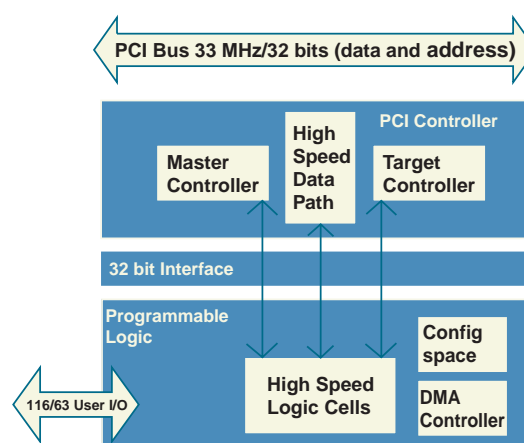 PCI Bus 33 MHz/32 bits (data and address)
PCI Controller
High
Speed
Data
Path
Master
Controller
Target
Controller
32 bit Interface
Programmable
Logic
Config
space
High Speed
Logic Cells
DMA
Controller
116/63 User I/O